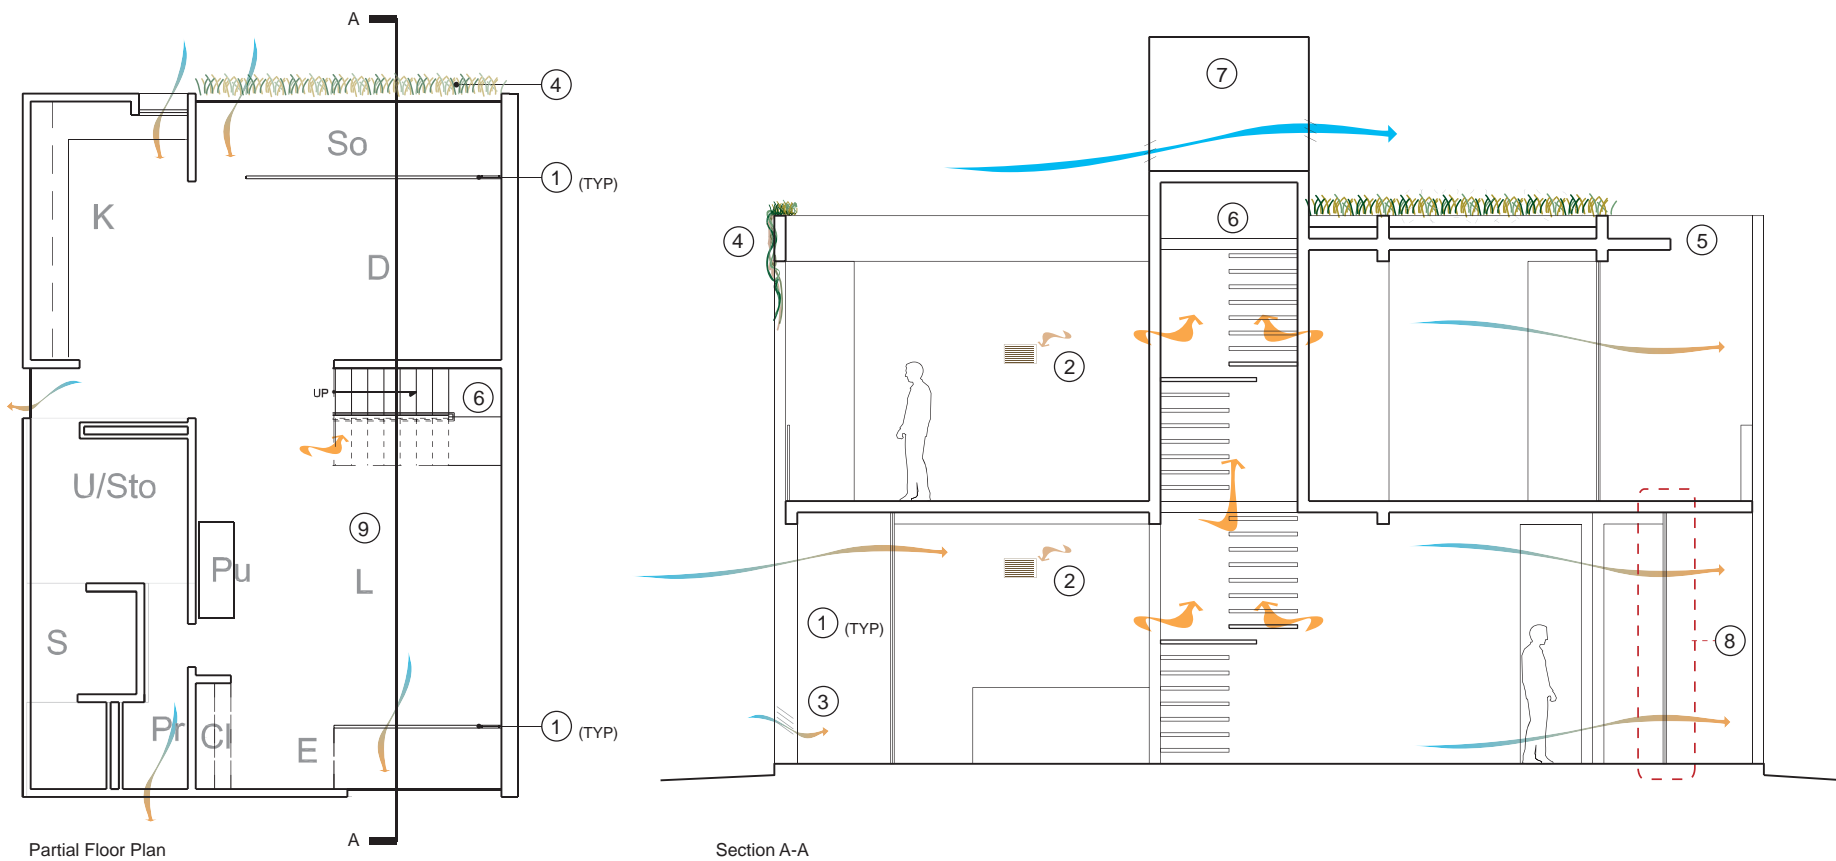 A
4
So
1 (TYP)
K
D
UP
6
U/Sto
9
Pu
L
S
Pr
Cl
E
1 (TYP)
A
Partial Floor Plan
7
6
4
5
2
2
1 (TYP)
8
3
Section A-A